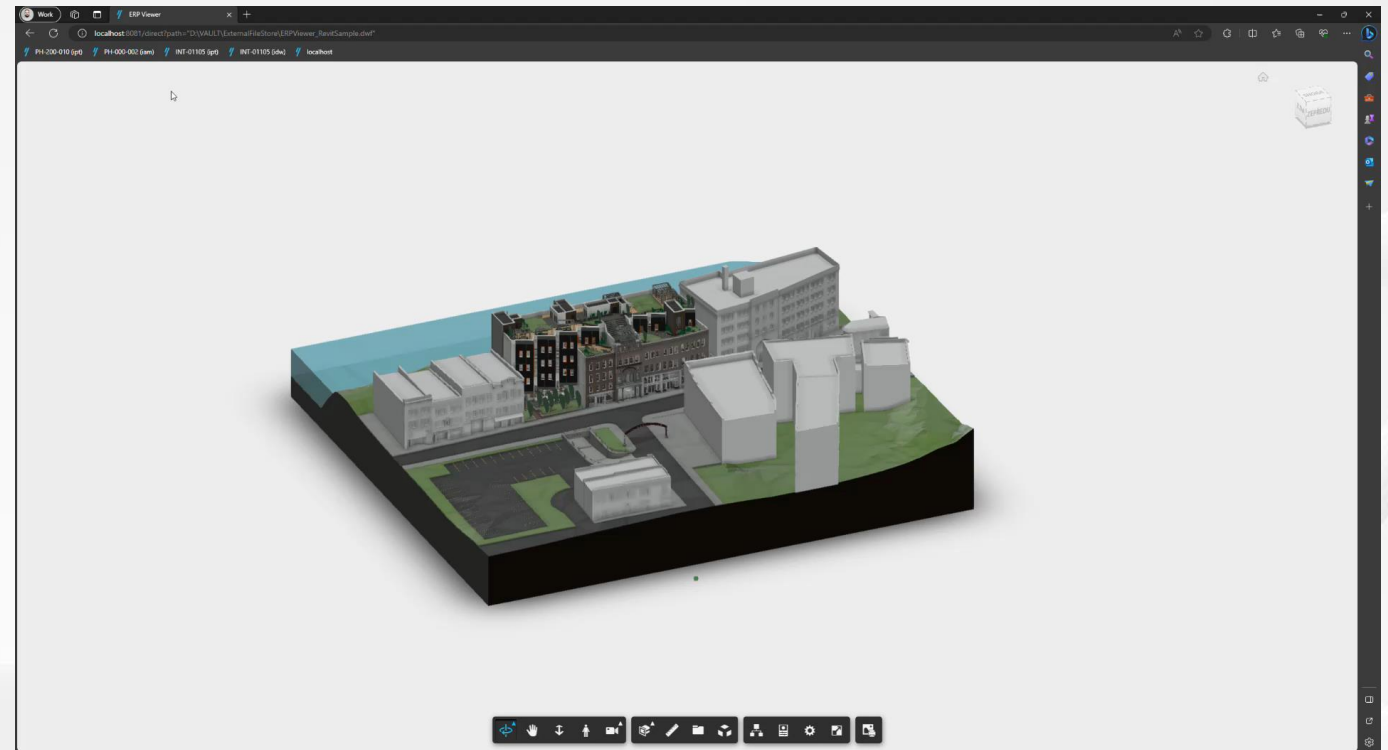 Work
ERP Viewer
localhost:8081/direct?path="D:\VAULT\ExternalFileStore\ERPViewer_RevitSample.dwf"
PH-200-010 (ipt) PH-000-002 (iam) INT-01105 (ipt) INT-01105 (idw) localhost